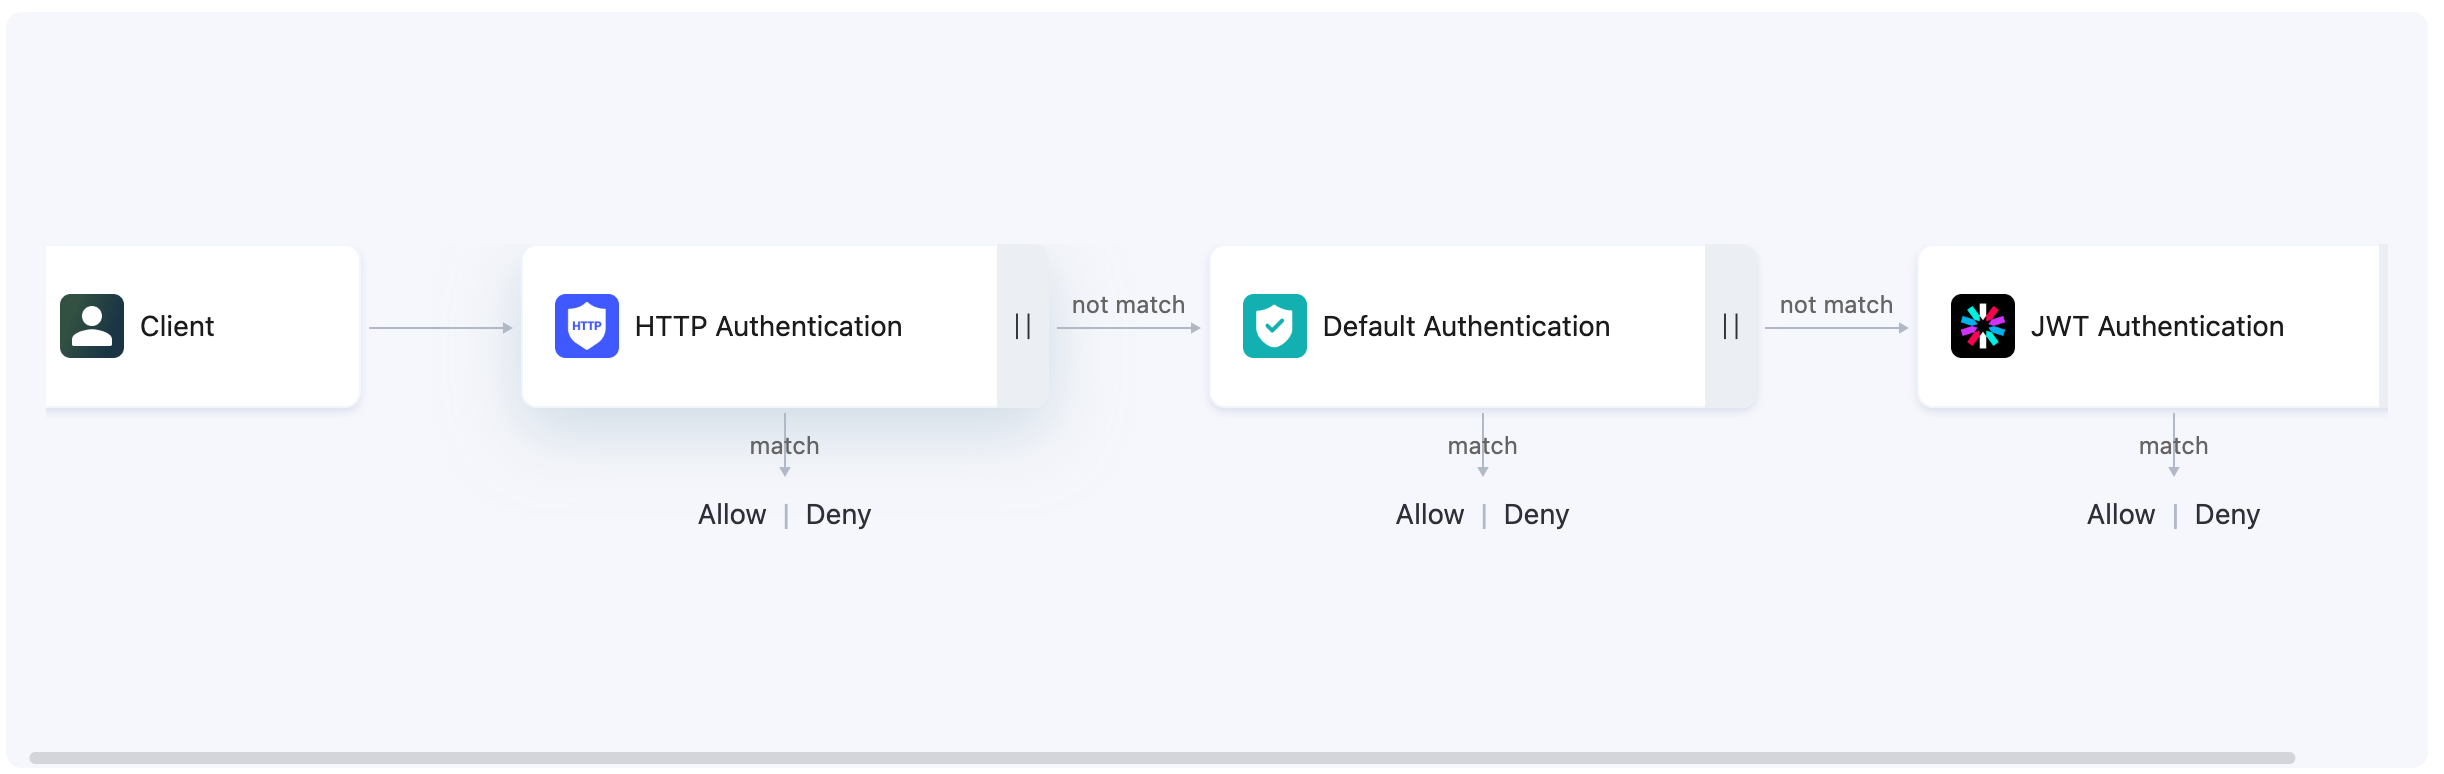 Client
HTTP
HTTP Authentication
not match
Default Authentication
not match
JWT Authentication
match
match
match
Allow | Deny
Allow | Deny
Allow | Deny